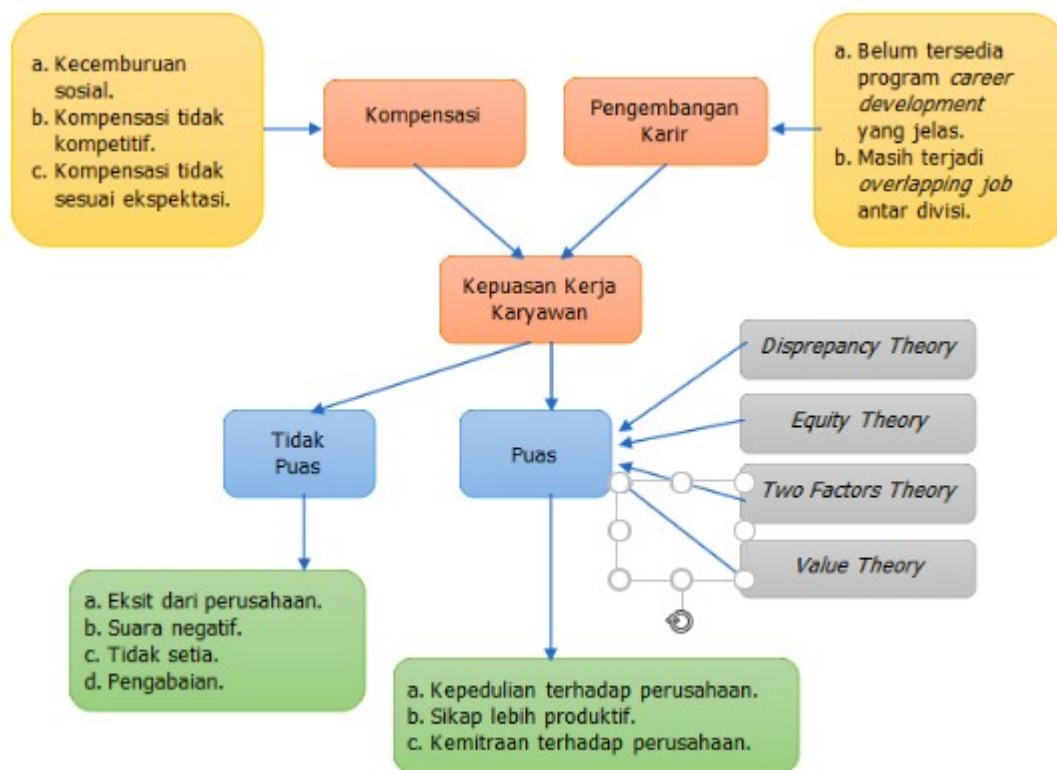 a. Kecemburuan
sosial.
b. Kompensasi tidak
kompetitif.
c. Kompensasi tidak
sesuai ekspektasi.
Kompensasi
Pengembangan
Karir
a. Belum tersedia
program career
development
yang jelas.
b. Masih terjadi
overlapping job
antar divisi.
Kepuasan Kerja
Karyawan
Tidak
Puas
Puas
Disprepancy Theory
Equity Theory
Two Factors Theory
Value Theory
a. Eksit dari perusahaan.
b. Suara negatif.
c. Tidak setia.
d. Pengabaian.
a. Kepedulian terhadap perusahaan.
b. Sikap lebih produktif.
c. Kemitraan terhadap perusahaan.